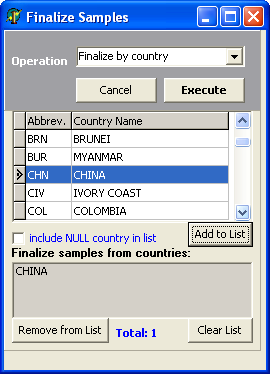 Finalize Samples
Operation Finalize by country
Cancel Execute
Abbrev. Country Name
BRN BRUNEI
BUR MYANMAR
CHN CHINA
CIV IVORY COAST
COL COLOMBIA
include NULL country in list Add to List
Finalize samples from countries:
CHINA
Remove from List Total: 1 Clear List